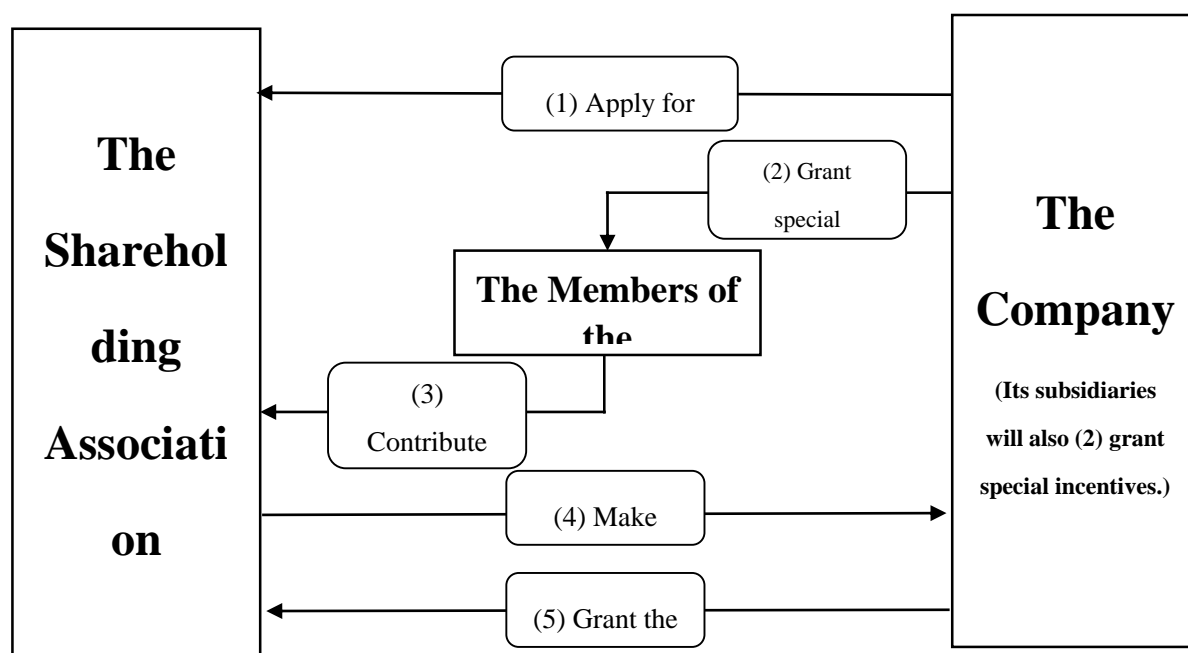 The
Sharehol
ding
Associati
on
(1) Apply for
(2) Grant
special
The Members of
the
(3)
Contribute
(4) Make
(5) Grant the
The
Company
(Its subsidiaries
will also (2) grant
special incentives.)